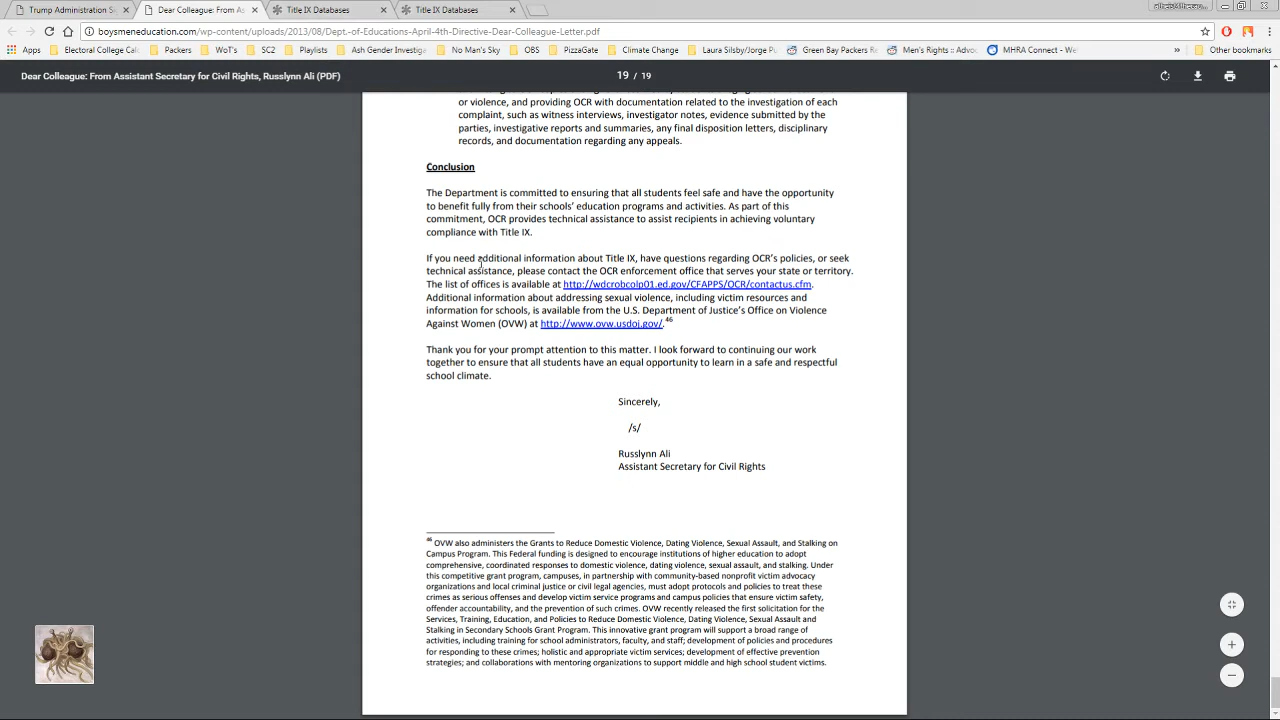 Trump Administration S
Dear Colleague: From As
Title IX Databases
Title IX Databases
boysmeneducation.com/wp-content/uploads/2013/08/Dept.-of-Educations-April-4th-Directive-Dear-Colleague-Letter.pdf
Apps Electoral College Calc Packers WoT's SC2 Playlists Ash Gender Investiga No Man's Sky OBS PizzaGate Climate Change Laura Silsby/Jorge Pu Green Bay Packers Ro Men's Rights :: Advoc MHRA Connect - We » Other bookmarks
Dear Colleague: From Assistant Secretary for Civil Rights, Russlynn Ali (PDF) 19 / 19
or violence, and providing OCR with documentation related to the investigation of each
complaint, such as witness interviews, investigator notes, evidence submitted by the
parties, investigative reports and summaries, any final disposition letters, disciplinary
records, and documentation regarding any appeals.
Conclusion
The Department is committed to ensuring that all students feel safe and have the opportunity
to benefit fully from their schools' education programs and activities. As part of this
commitment, OCR provides technical assistance to assist recipients in achieving voluntary
compliance with Title IX.
If you need additional information about Title IX, have questions regarding OCR's policies, or seek
technical assistance, please contact the OCR enforcement office that serves your state or territory.
The list of offices is available at http://wdcrobcolp01.ed.gov/CFAPPS/OCR/contactus.cfm.
Additional information about addressing sexual violence, including victim resources and
information for schools, is available from the U.S. Department of Justice's Office on Violence
Against Women (OVW) at http://www.ovw.usdoj.gov/.46
Thank you for your prompt attention to this matter. I look forward to continuing our work
together to ensure that all students have an equal opportunity to learn in a safe and respectful
school climate.
Sincerely,
/s/
Russlynn Ali
Assistant Secretary for Civil Rights
46 OVW also administers the Grants to Reduce Domestic Violence, Dating Violence, Sexual Assault, and Stalking on
Campus Program. This Federal funding is designed to encourage institutions of higher education to adopt
comprehensive, coordinated responses to domestic violence, dating violence, sexual assault, and stalking. Under
this competitive grant program, campuses, in partnership with community-based nonprofit victim advocacy
organizations and local criminal justice or civil legal agencies, must adopt protocols and policies to treat these
crimes as serious offenses and develop victim service programs and campus policies that ensure victim safety,
offender accountability, and the prevention of such crimes. OVW recently released the first solicitation for the
Services, Training, Education, and Policies to Reduce Domestic Violence, Dating Violence, Sexual Assault and
Stalking in Secondary Schools Grant Program. This innovative grant program will support a broad range of
activities, including training for school administrators, faculty, and staff; development of policies and procedures
for responding to these crimes; holistic and appropriate victim services; development of effective prevention
strategies; and collaborations with mentoring organizations to support middle and high school student victims.